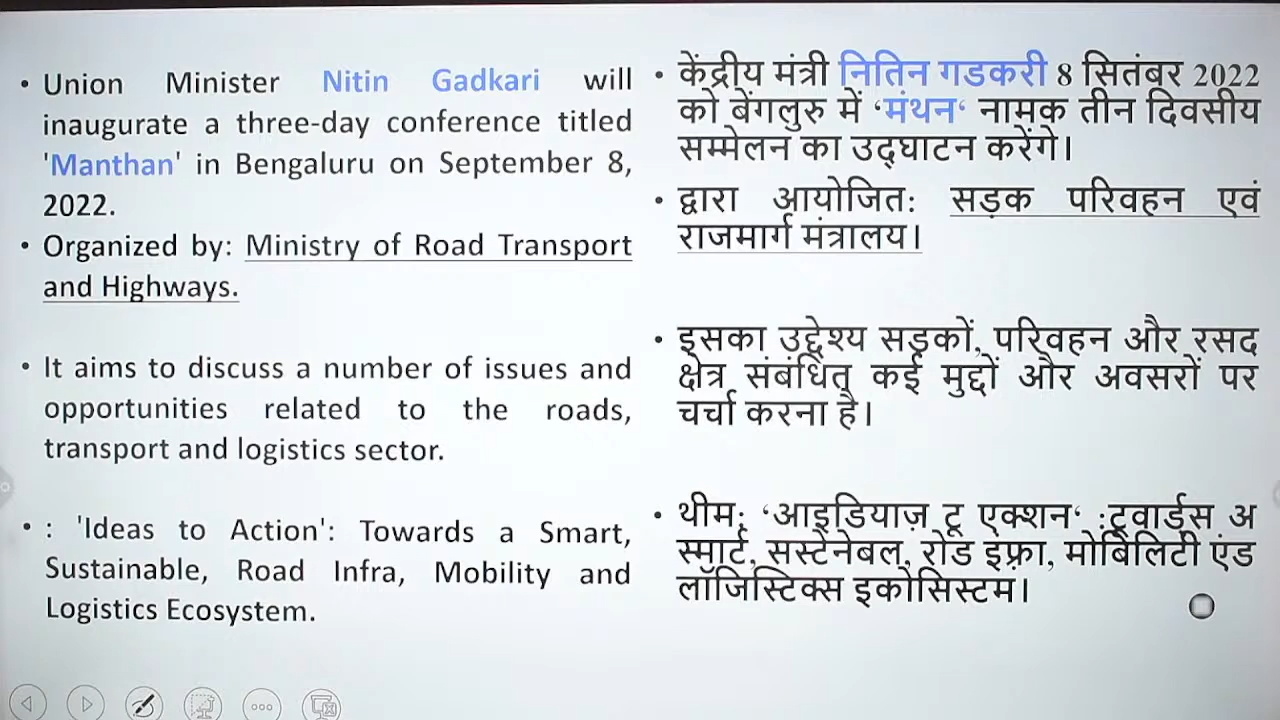 • Union Minister Nitin Gadkari will
inaugurate a three-day conference titled
'Manthan' in Bengaluru on September 8,
2022.
• Organized by: Ministry of Road Transport
and Highways.
• It aims to discuss a number of issues and
opportunities related to the roads,
transport and logistics sector.
• : 'Ideas to Action': Towards a Smart,
Sustainable, Road Infra, Mobility and
Logistics Ecosystem.
• केंद्रीय मंत्री नितिन गडकरी 8 सितंबर 2022
को बेंगलुरु में ‘मंथन‘ नामक तीन दिवसीय
सम्मेलन का उद्घाटन करेंगे।
• द्वारा आयोजित: सड़क परिवहन एवं
राजमार्ग मंत्रालय।
• इसका उद्देश्य सड़कों, परिवहन और रसद
क्षेत्र संबंधित कई मुद्दों और अवसरों पर
चर्चा करना है।
• थीम: ‘आइडियाज़ टू एक्शन‘ :टूवार्ड्स अ
स्मार्ट, सस्टेनेबल, रोड इफ़्रा, मोबिलिटी एंड
लॉजिस्टिक्स इकोसिस्टम।